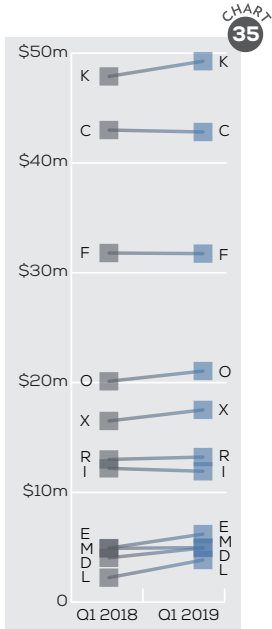 CHART
35
$50m
K K
C C
$40m
F F
$30m
$20m
O O
X X
R R
I I
$10m
E E
M M
D D
L L
0
Q1 2018 Q1 2019